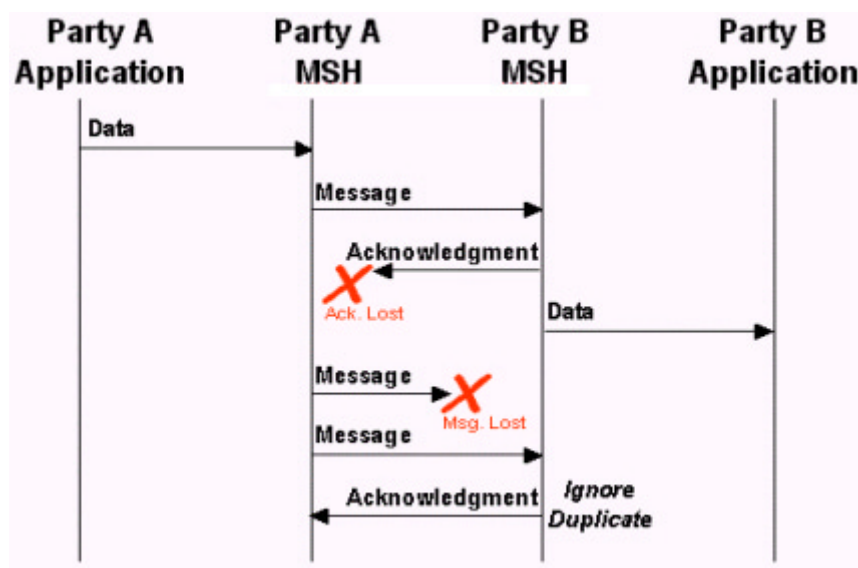 Party A Party A Party B Party B
Application MSH MSH Application
Data
Message
Acknowledgment
Ack. Lost
Data
Message
Msg. Lost
Message
Acknowledgment Ignore
Duplicate